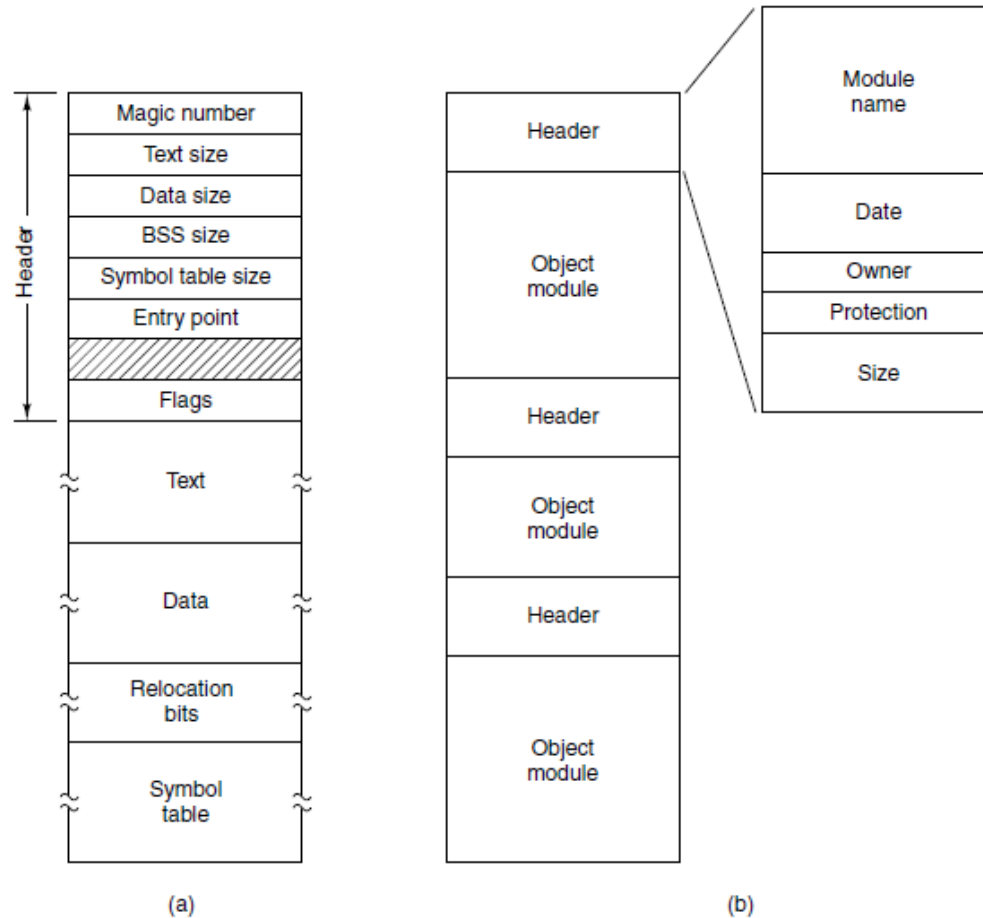 Header
Magic number
Text size
Data size
BSS size
Symbol table size
Entry point
Flags
Text
Data
Relocation
bits
Symbol
table
(a)
Header
Object
module
Header
Object
module
Header
Object
module
Module
name
Date
Owner
Protection
Size
(b)